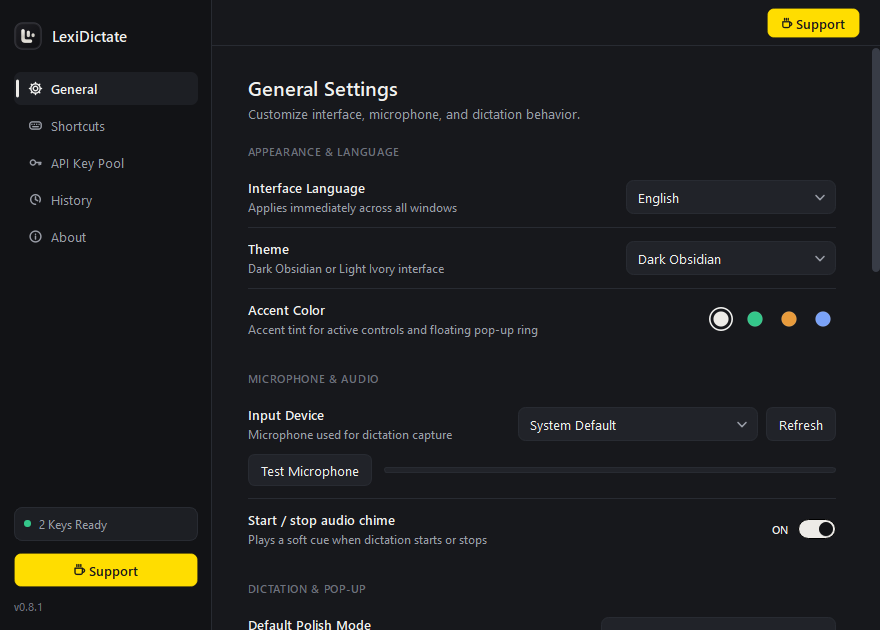 LexiDictate
Support
General
Shortcuts
API Key Pool
History
About
2 Keys Ready
Support
v0.8.1
General Settings
Customize interface, microphone, and dictation behavior.
APPEARANCE & LANGUAGE
Interface Language
Applies immediately across all windows
English
Theme
Dark Obsidian or Light Ivory interface
Dark Obsidian
Accent Color
Accent tint for active controls and floating pop-up ring
MICROPHONE & AUDIO
Input Device
Microphone used for dictation capture
System Default
Refresh
Test Microphone
Start / stop audio chime
Plays a soft cue when dictation starts or stops
ON
DICTATION & POP-UP
Default Polish Mode